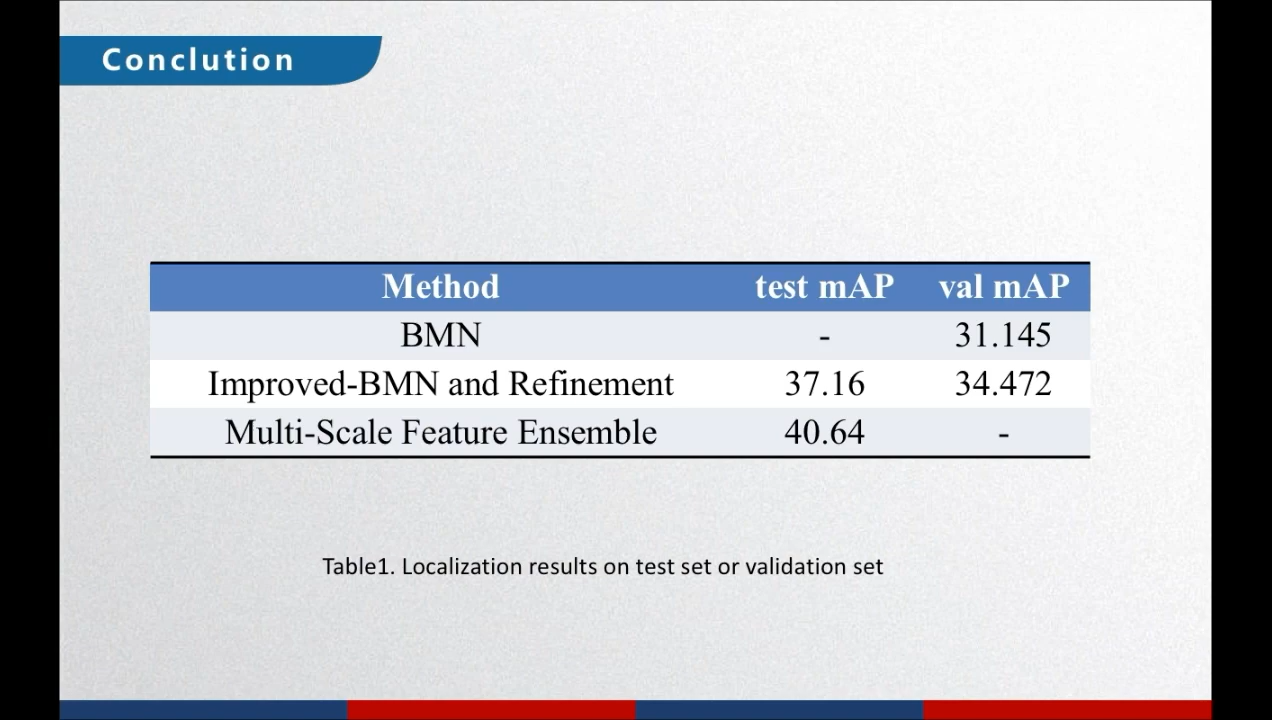 Conclution
Method test mAP val mAP
BMN - 31.145
Improved-BMN and Refinement 37.16 34.472
Multi-Scale Feature Ensemble 40.64 -
Table1. Localization results on test set or validation set